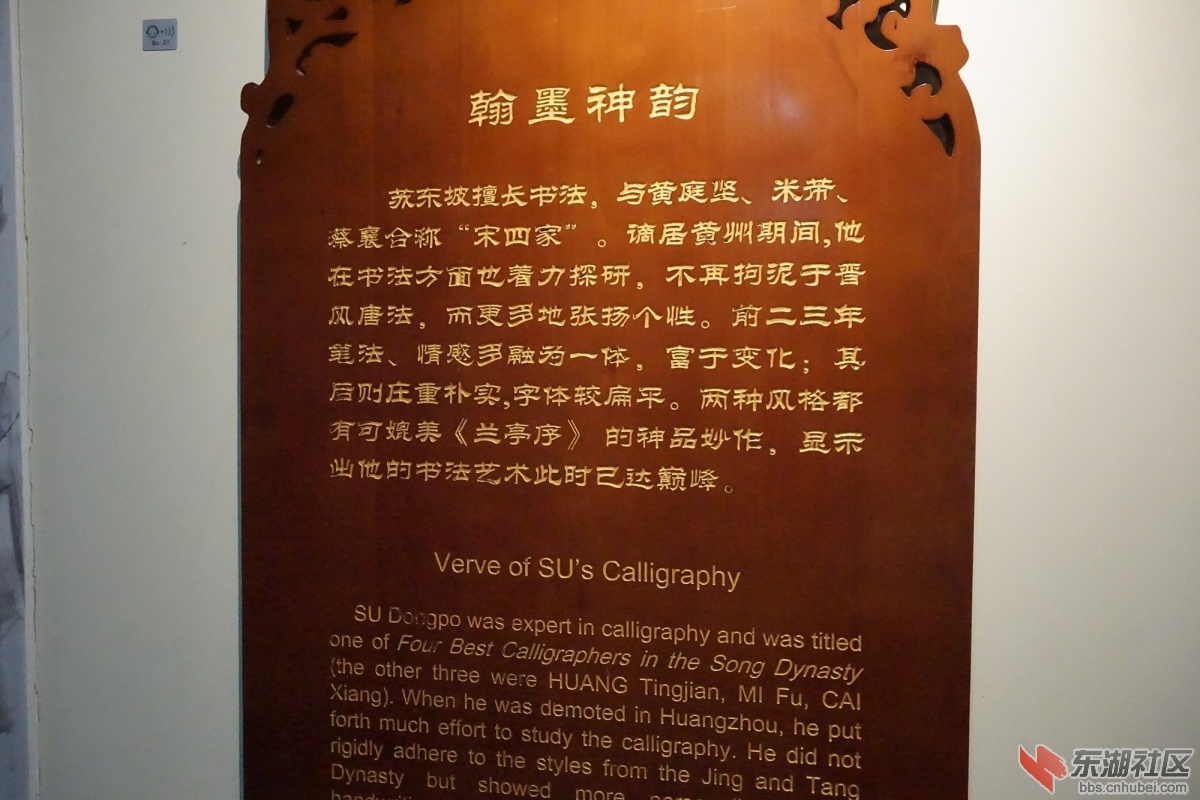 翰墨神韵
苏东坡擅长书法，与黄庭坚、米芾、
蔡襄合称“宋四家”。谪居黄州期间,他
在书法方面也着力探研，不再拘泥于晋
风唐法，而更多地张扬个性。前二三年
笔法、情感多融为一体，富于变化；其
后则庄重朴实,字体较扁平。两种风格都
有可媲美《兰亭序》的神品妙作，显示
出他的书法艺术此时已达巅峰。
Verve of SU's Calligraphy
SU Dongpo was expert in calligraphy and was titled
one of Four Best Calligraphers in the Song Dynasty
(the other three were HUANG Tingjian, MI Fu, CAI
Xiang). When he was demoted in Huangzhou, he put
forth much effort to study the calligraphy. He did not
rigidly adhere to the styles from the Jing and Tang
Dynasty but showed more
东湖社区
bbs.cnhubei.com